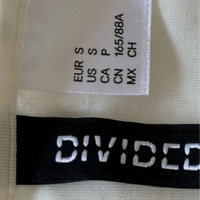 EUR S
US S
CA P
CN 165/88A
MX CH
DIVIDED